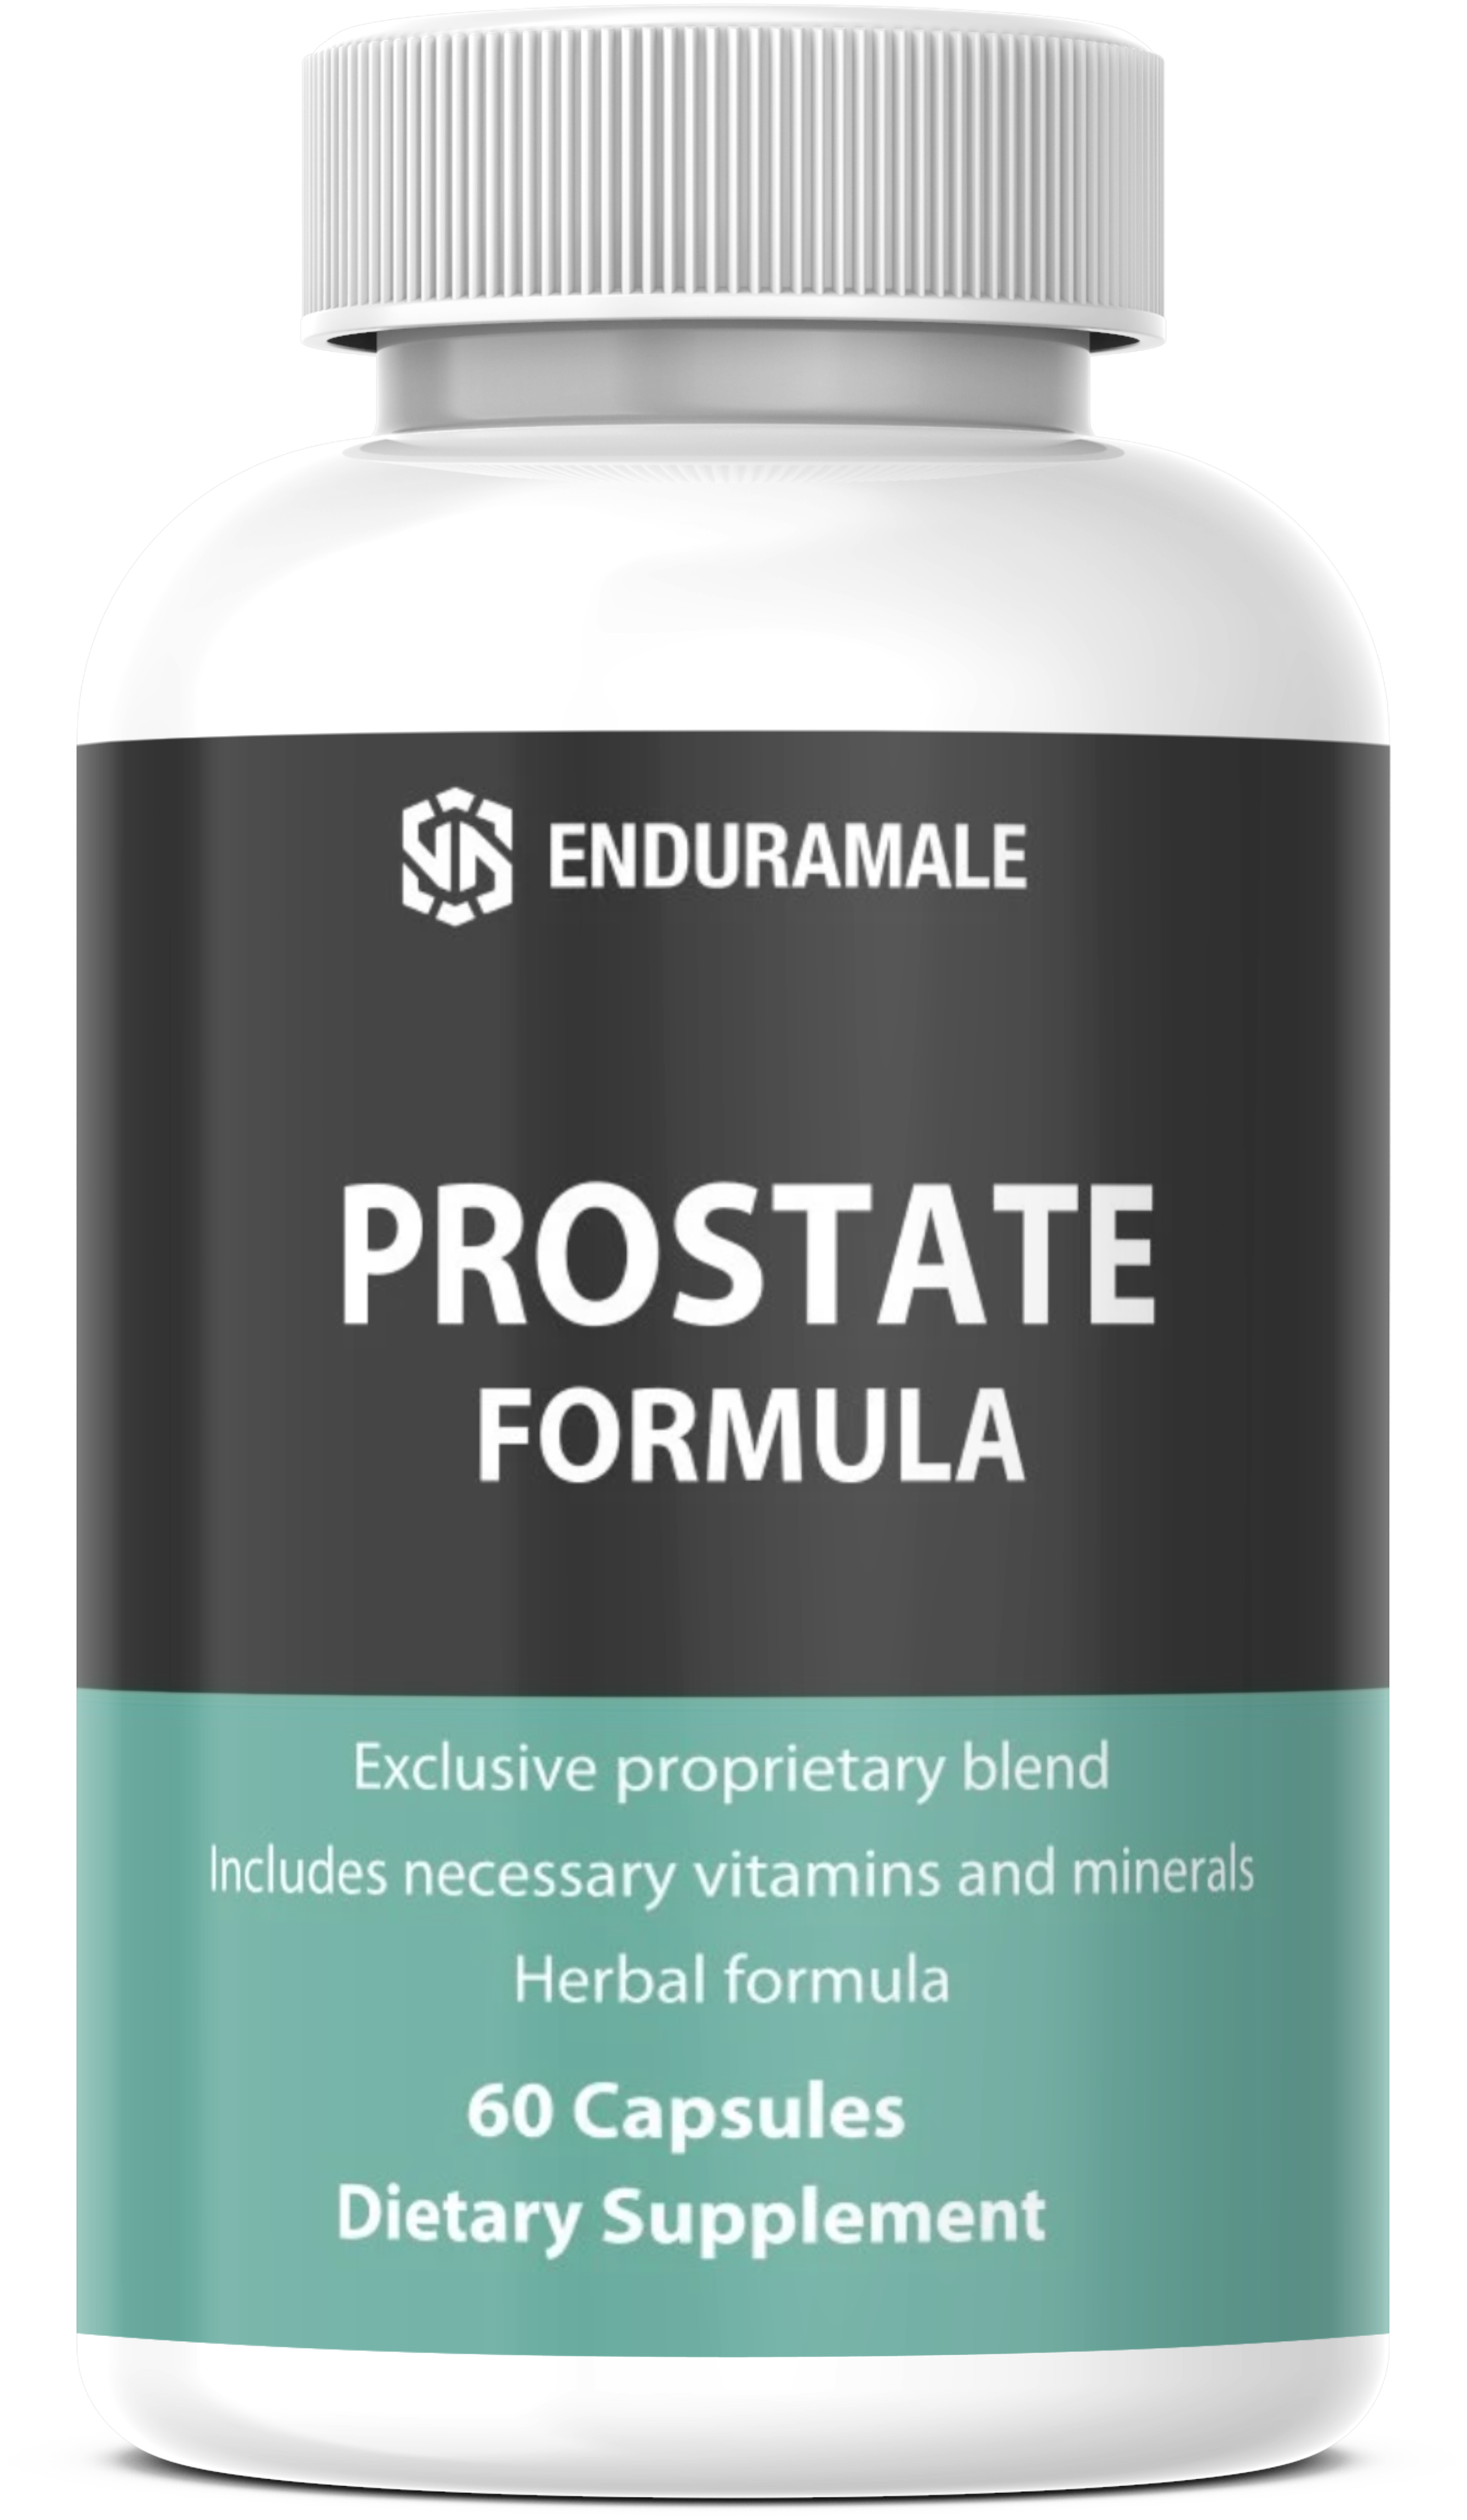 ENDURAMALE
PROSTATE
FORMULA
Exclusive proprietary blend
Includes necessary vitamins and minerals
Herbal formula
60 Capsules
Dietary Supplement